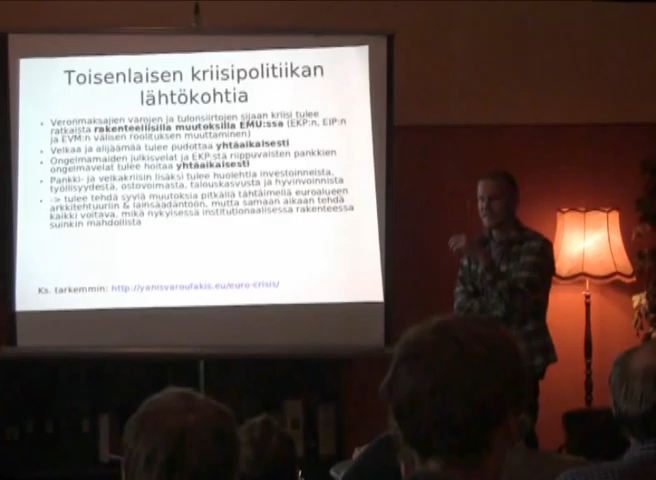 Toisenlaisen kriisipolitiikan
lähtökohtia
• Veronmaksajien varojen ja tulonsiirtojen sijaan kriisi tulee
ratkaista rakenteellisilla muutoksilla EMU:ssa (EKP:n, EIP:n
ja EVM:n välisen roolituksen muuttaminen)
• Velkaa ja alijäämää tulee pudottaa yhtäaikaisesti
• Ongelmamaiden julkisvelat ja EKP:stä riippuvaisten pankkien
ongelmavelat tulee hoitaa yhtäaikaisesti
• Pankki- ja velkakriisin lisäksi tulee huolehtia investoinneista,
työllisyydestä, ostovoimasta, talouskasvusta ja hyvinvoinnista
• -> tulee tehdä syviä muutoksia pitkällä tähtäimellä euroalueen
arkkitehtuuriin & lainsäädäntöön, mutta samaan aikaan tehdä
kaikki voitava, mikä nykyisessä institutionaalisessa rakenteessa
suinkin mahdollista
Ks. tarkemmin: http://yanisvaroufakis.eu/euro-crisis/